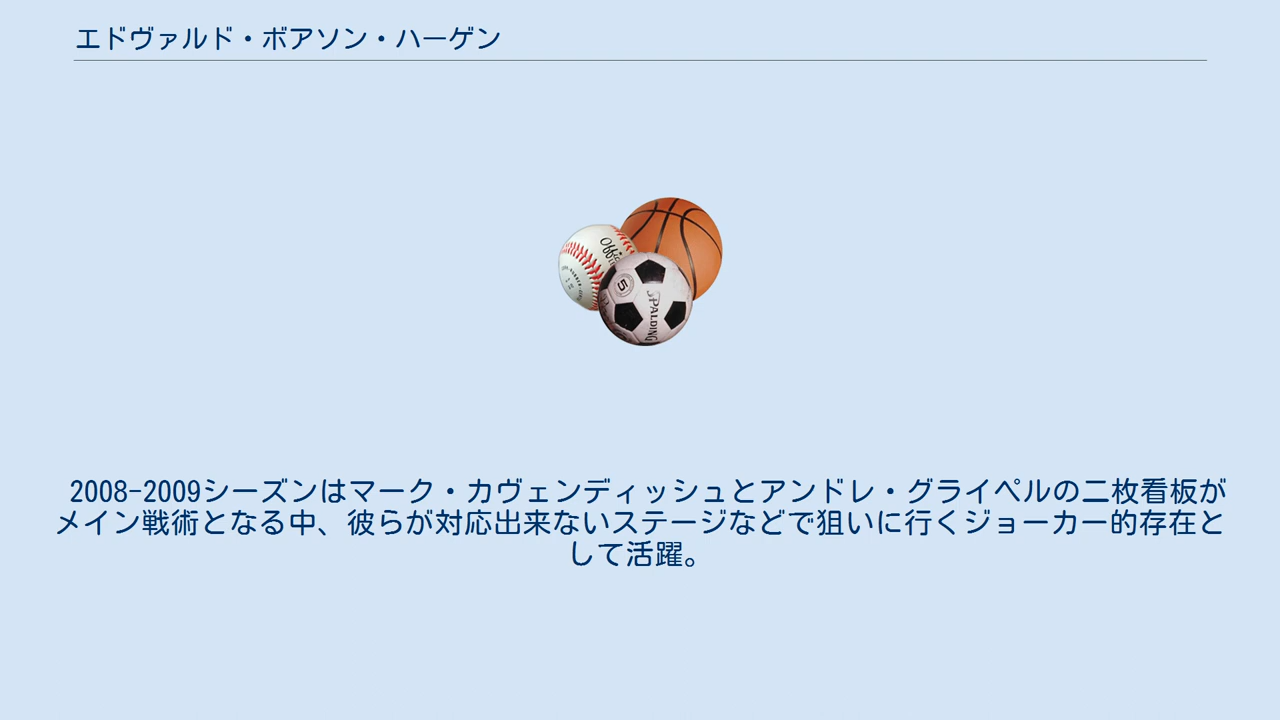 エドヴァルド・ボアソン・ハーゲン
5
SPALDING
2008-2009シーズンはマーク・カヴェンディッシュとアンドレ・グライペルの二枚看板が
メイン戦術となる中、彼らが対応出来ないステージなどで狙いに行くジョーカー的存在と
して活躍。